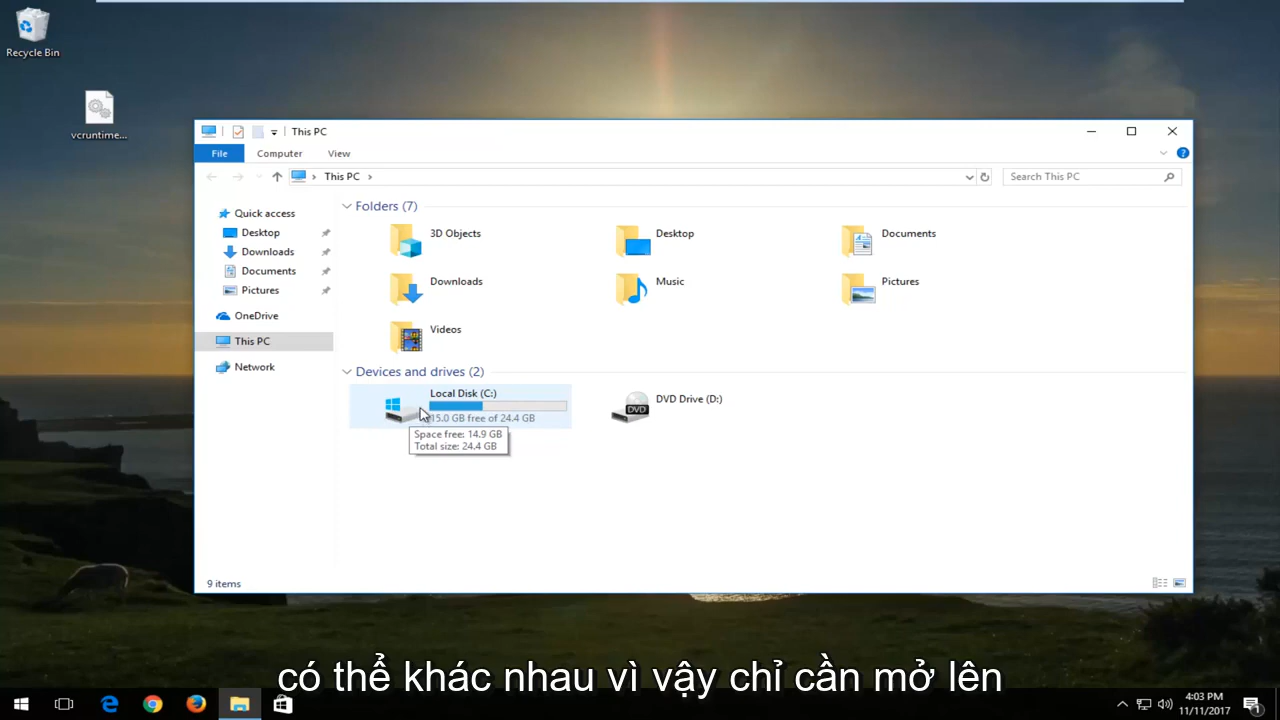 Recycle Bin
vcruntime...
This PC
File
Computer
View
This PC
Search This PC
Quick access
Desktop
Downloads
Documents
Pictures
OneDrive
This PC
Network
Folders (7)
3D Objects
Desktop
Documents
Downloads
Music
Pictures
Videos
Devices and drives (2)
Local Disk (C:)
15.0 GB free of 24.4 GB
DVD Drive (D:)
DVD
Space free: 14.9 GB
Total size: 24.4 GB
9 items
có thể khác nhau vì vậy chỉ cần mở lên
4:03 PM
11/11/2017
1